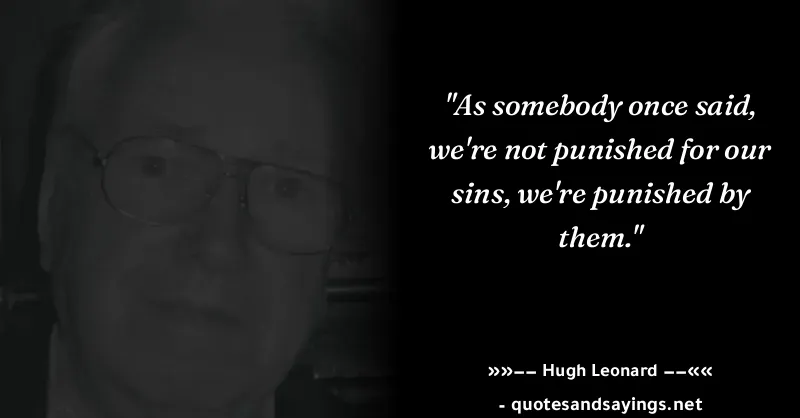 "As somebody once said,
we're not punished for our
sins, we're punished by
them."
»»−− Hugh Leonard −−««
- quotesandsayings.net